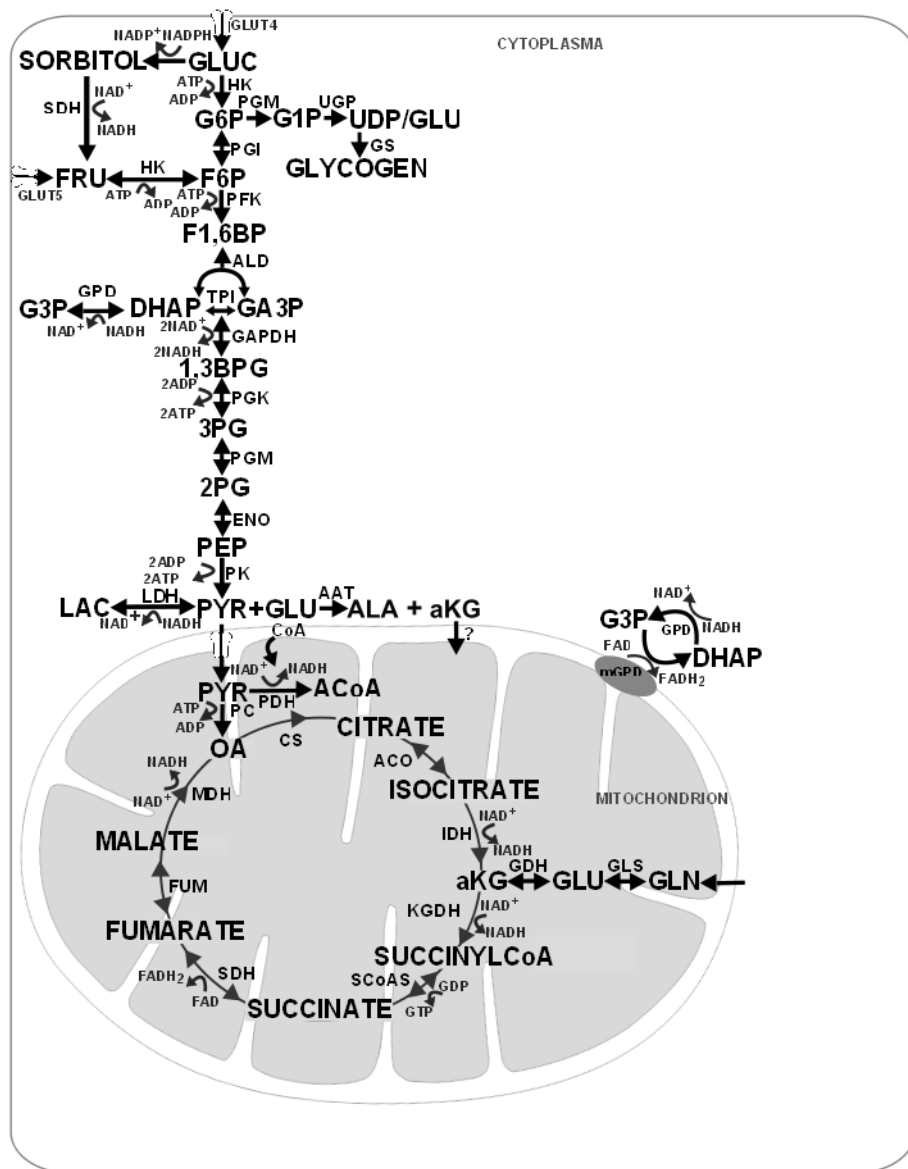 NADP⁺ NADPH GLUT4
CYTOPLASMA
SORBITOL GLUC
ATP HK
ADP PGM UGP
SDH NAD⁺
NADH
G6P G1P UDP/GLU
PGI GS
GLYCOGEN
HK
FRU F6P
GLUT5 ATP ADP ATP ADP PFK
F1,6BP
ALD
GPD TPI
G3P DHAP GA3P
NAD⁺ NADH 2NAD⁺ GAPDH
2NADH
1,3BPG
2ADP PGK
2ATP
3PG
PGM
2PG
ENO
PEP
2ADP PK
2ATP
LDH AAT
LAC PYR+GLU ALA + aKG
NAD⁺ NADH
CoA ?
NAD⁺ NADH
PYR PDH ACoA
ATP PC
ADP
OA CS CITRATE
NAD⁺
G3P GPD NADH
FAD DHAP
mGPD FADH₂
NADH ACO
NAD⁺ MDH ISOCITRATE MITOCHONDRION
NAD⁺
MALATE IDH NADH
GDH GLS
aKG GLU GLN
FUM KGDH NAD⁺
NADH
FUMARATE
SUCCINYLCoA
FADH₂ SDH SCoAS GDP
FAD GTP
SUCCINATE